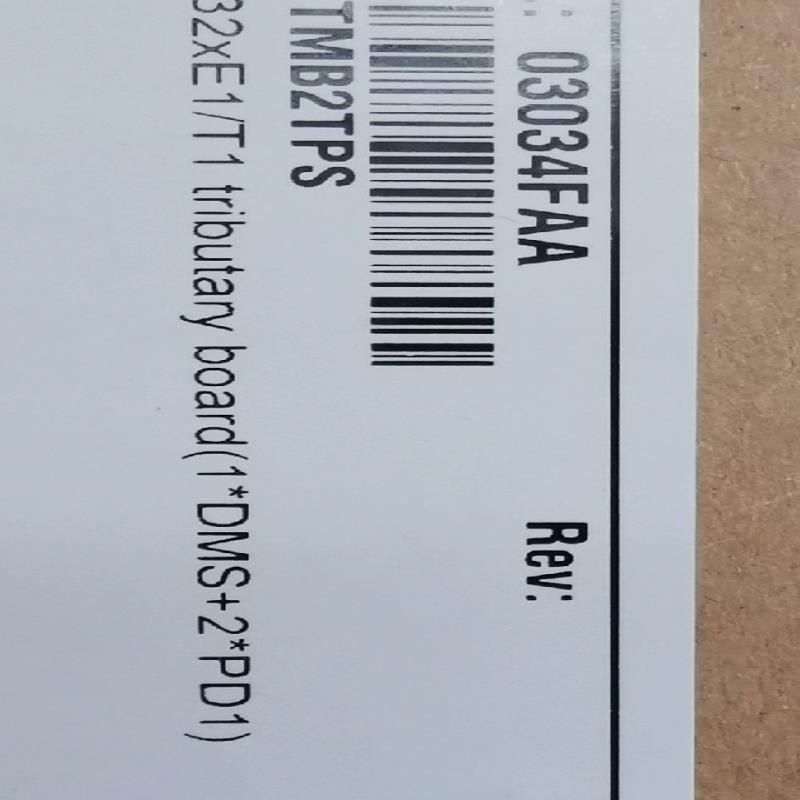 : 03034FAA Rev:
TMB2TPS
32xE1/T1 tributary board(1*DMS+2*PD1)